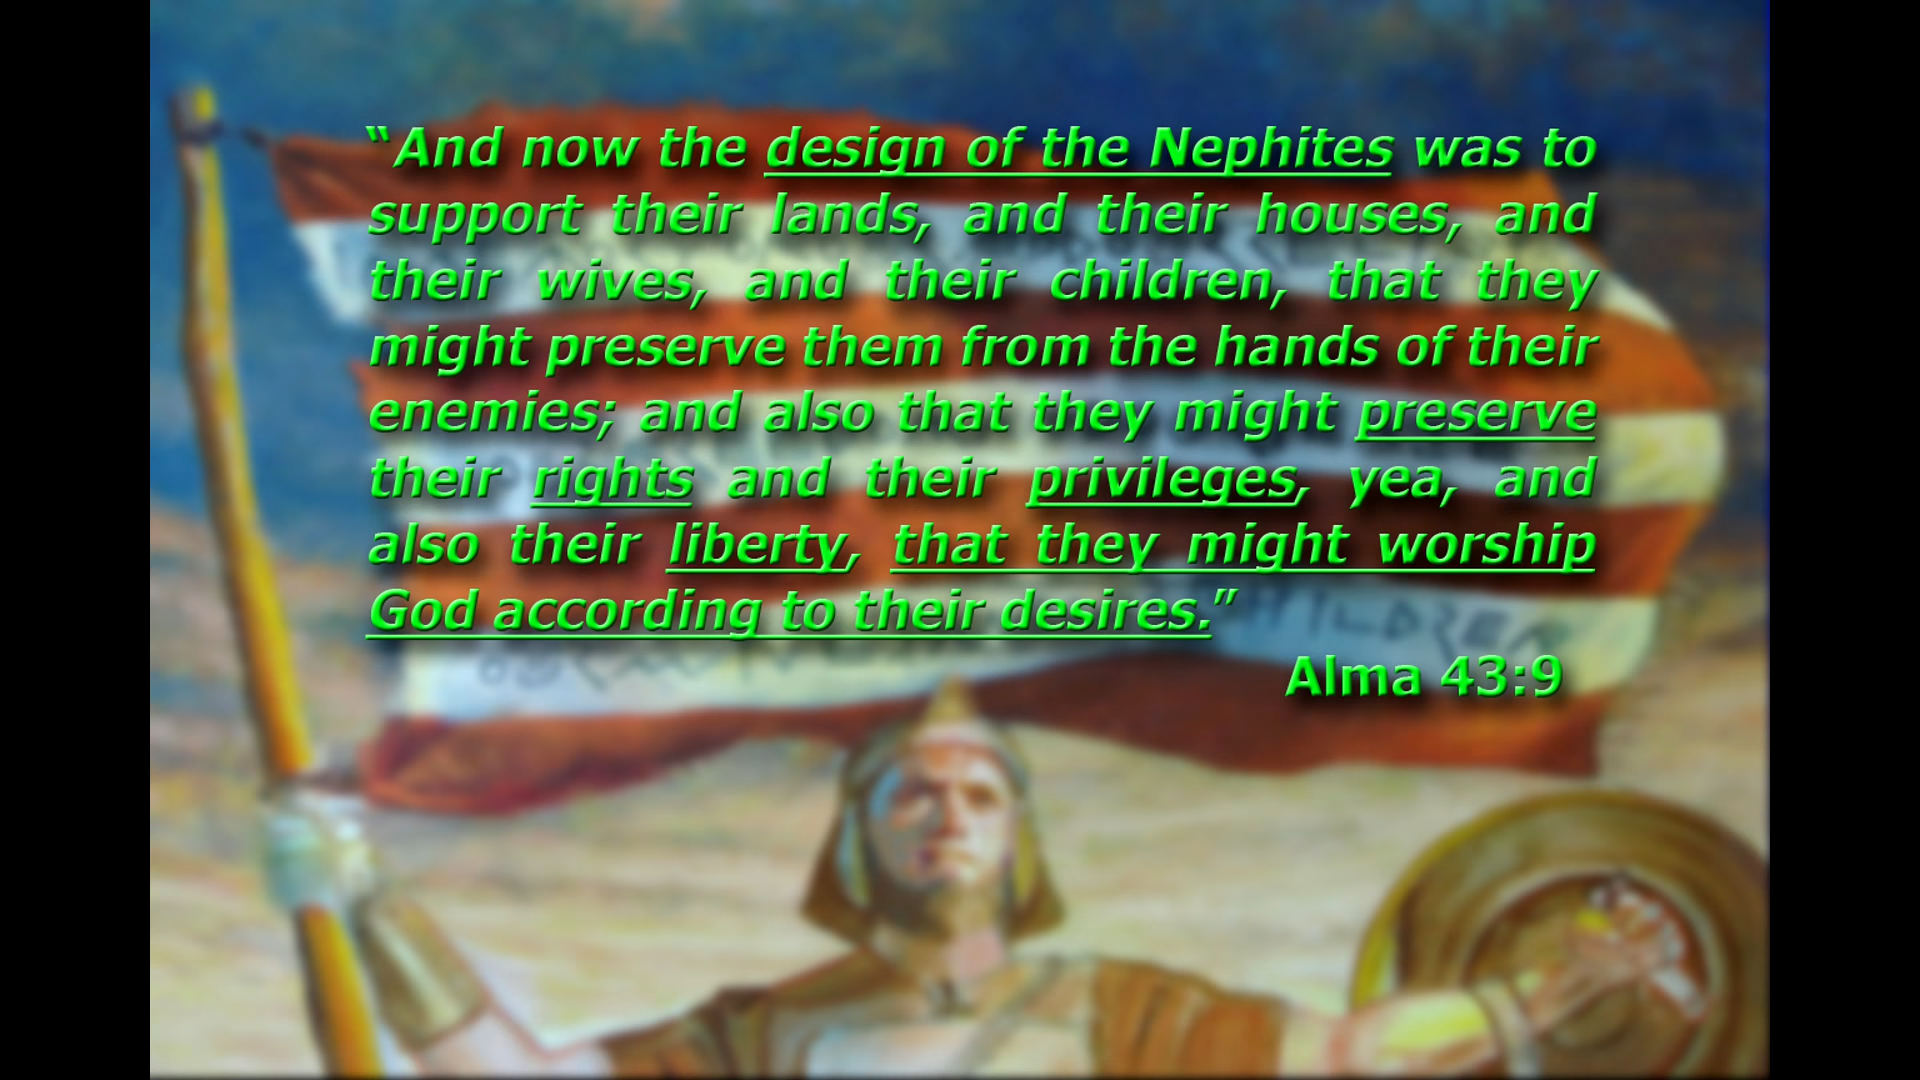 “And now the design of the Nephites was to
support their lands, and their houses, and
their wives, and their children, that they
might preserve them from the hands of their
enemies; and also that they might preserve
their rights and their privileges, yea, and
also their liberty, that they might worship
God according to their desires.”
Alma 43:9